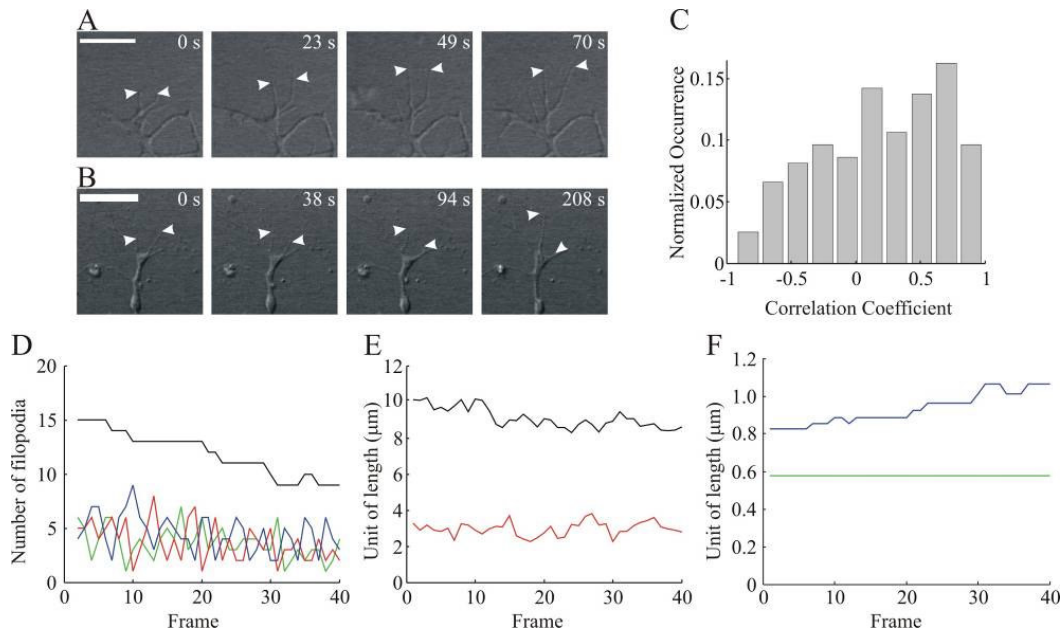 A
0 s
23 s
49 s
70 s
B
0 s
38 s
94 s
208 s
C
Normalized Occurrence
0.15
0.1
0.05
0
-1
-0.5
0
0.5
1
Correlation Coefficient
D
Number of filopodia
20
15
10
5
0
0
10
20
30
40
Frame
E
Unit of length (μm)
12
10
8
6
4
2
0
0
10
20
30
40
Frame
F
Unit of length (μm)
1.2
1.0
0.8
0.6
0.4
0.2
0
0
10
20
30
40
Frame